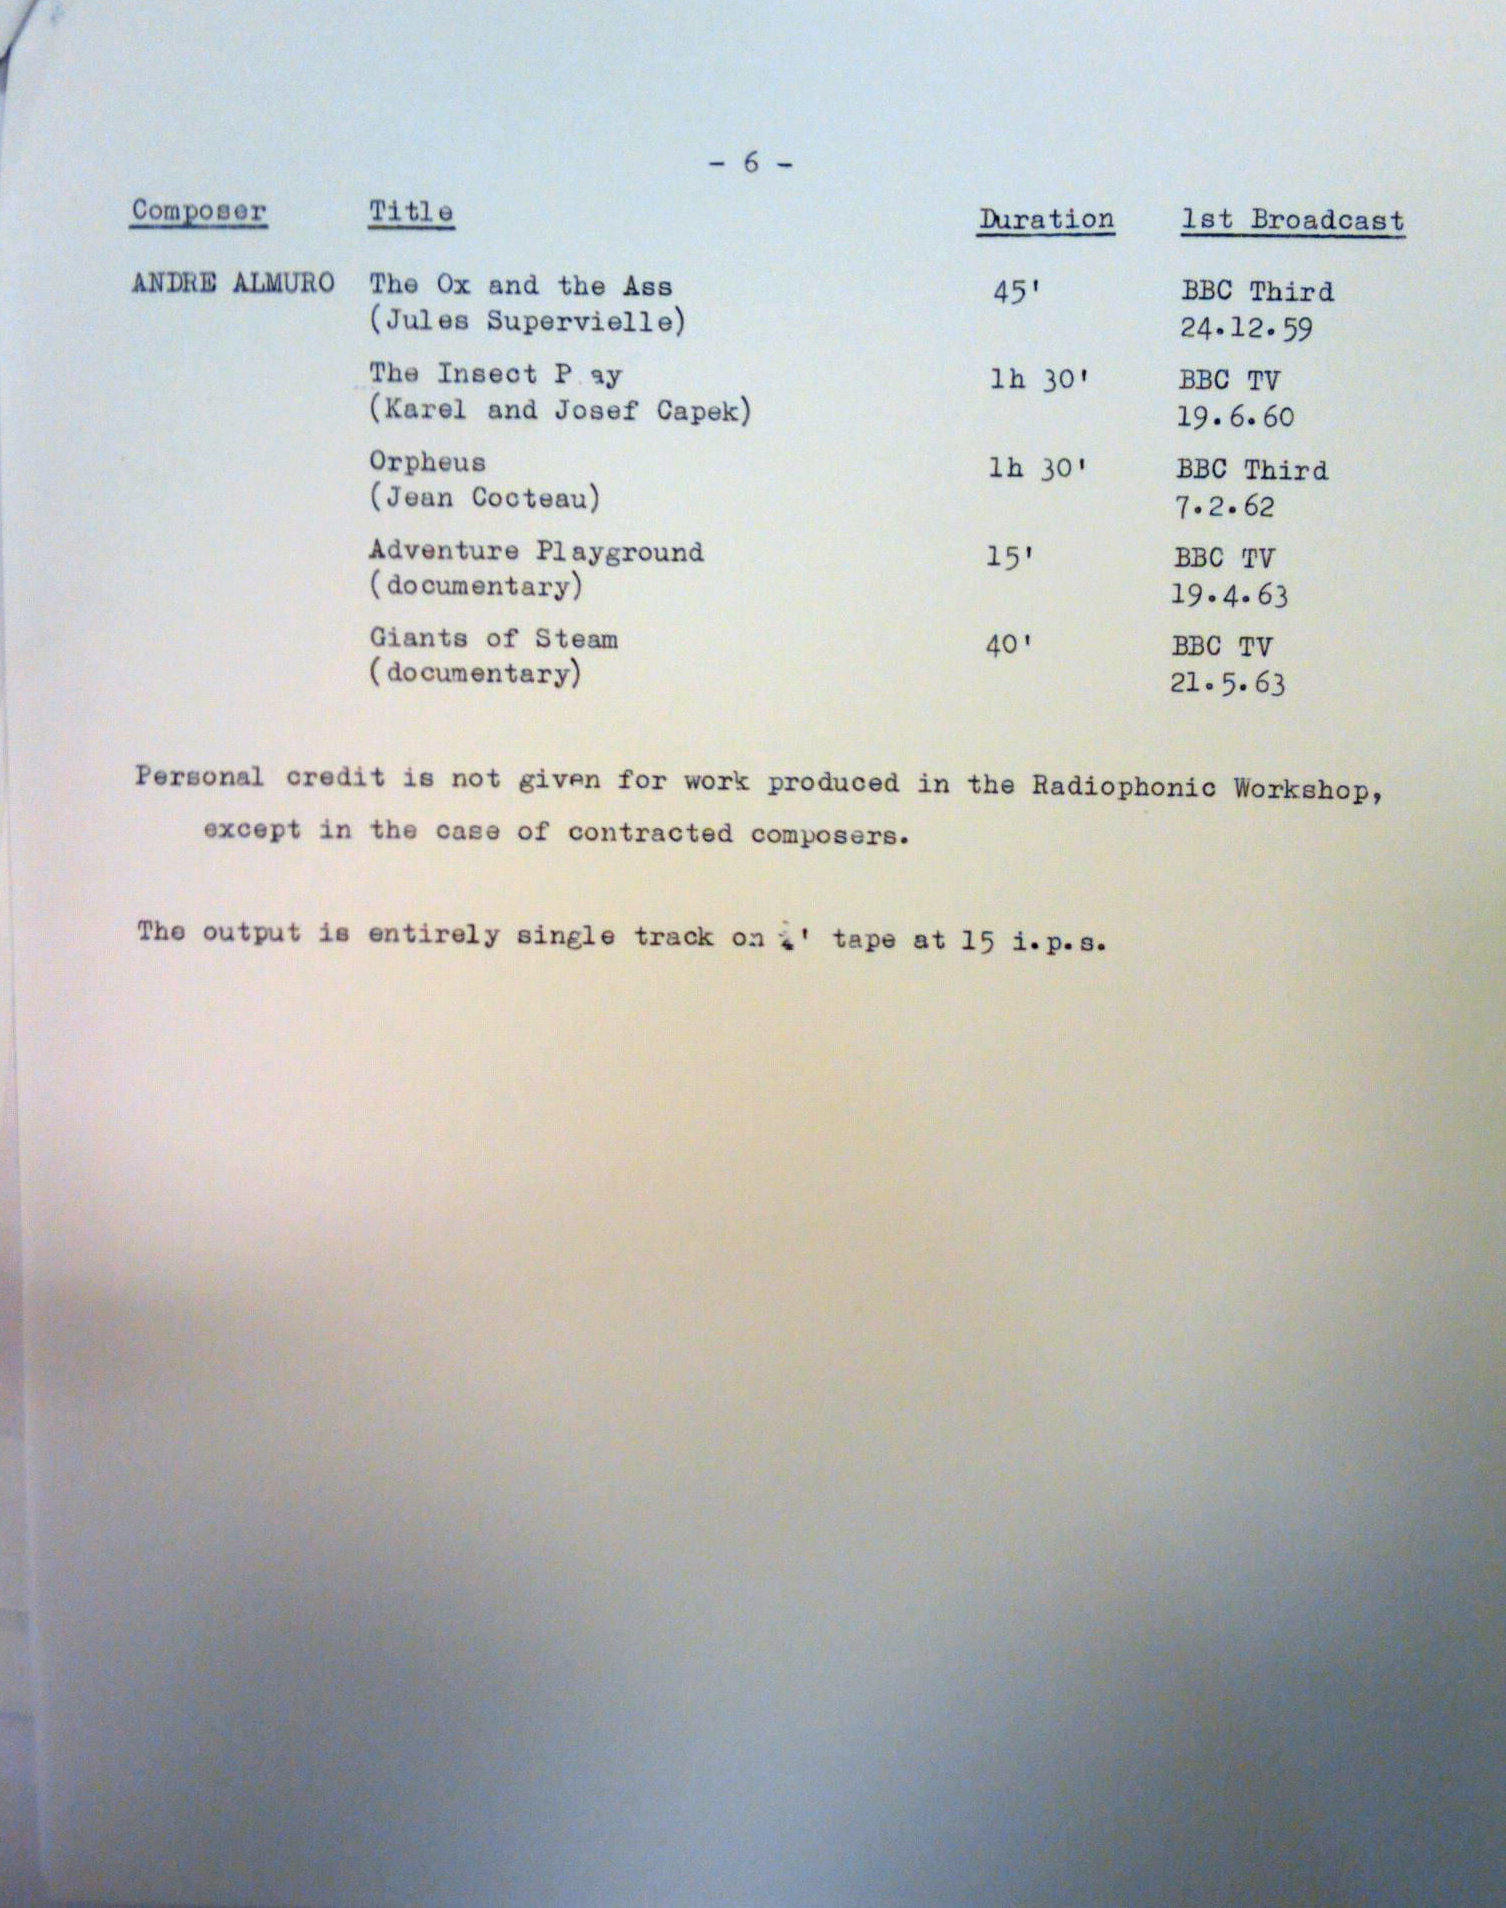 - 6 -
Composer Title Duration 1st Broadcast
ANDRE ALMURO The Ox and the Ass 45' BBC Third
(Jules Supervielle) 24.12.59
The Insect P ay 1h 30' BBC TV
(Karel and Josef Capek) 19.6.60
Orpheus 1h 30' BBC Third
(Jean Cocteau) 7.2.62
Adventure Playground 15' BBC TV
(documentary) 19.4.63
Giants of Steam 40' BBC TV
(documentary) 21.5.63
Personal credit is not given for work produced in the Radiophonic Workshop,
except in the case of contracted composers.
The output is entirely single track on ¼' tape at 15 i.p.s.